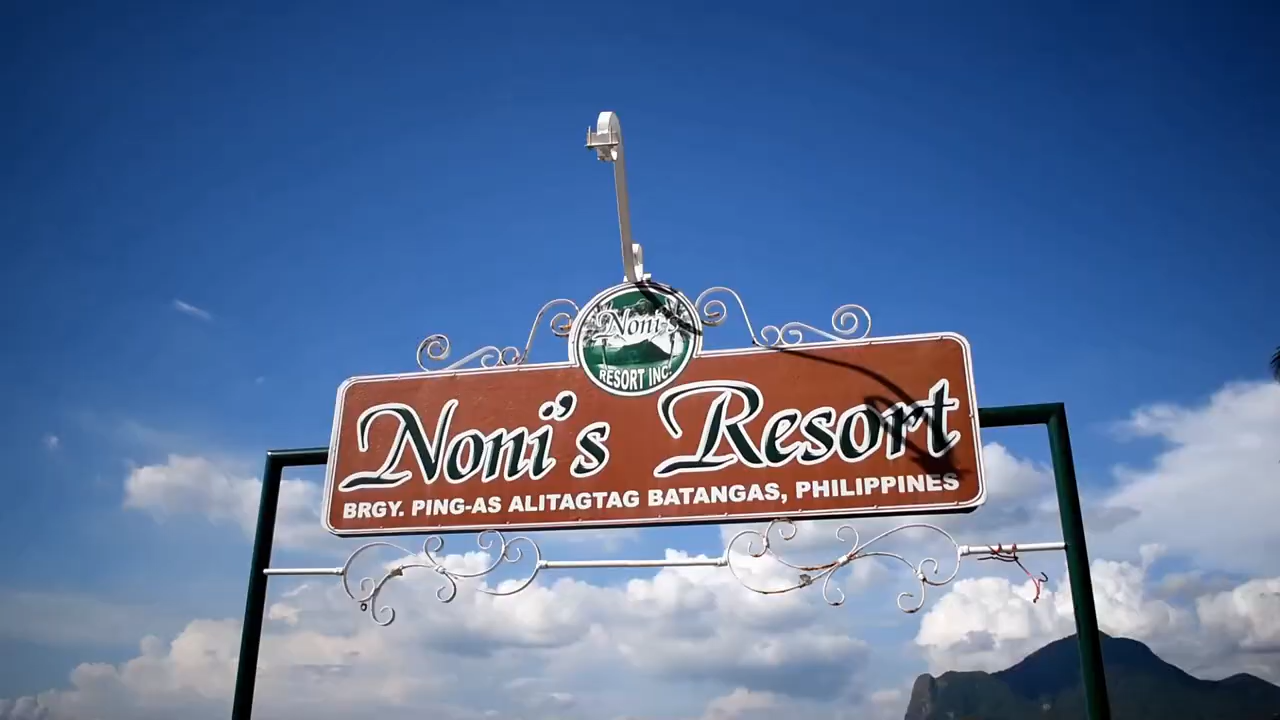 Noni's
RESORT INC.
Noni's Resort
BRGY. PING-AS ALITAGTAG BATANGAS, PHILIPPINES